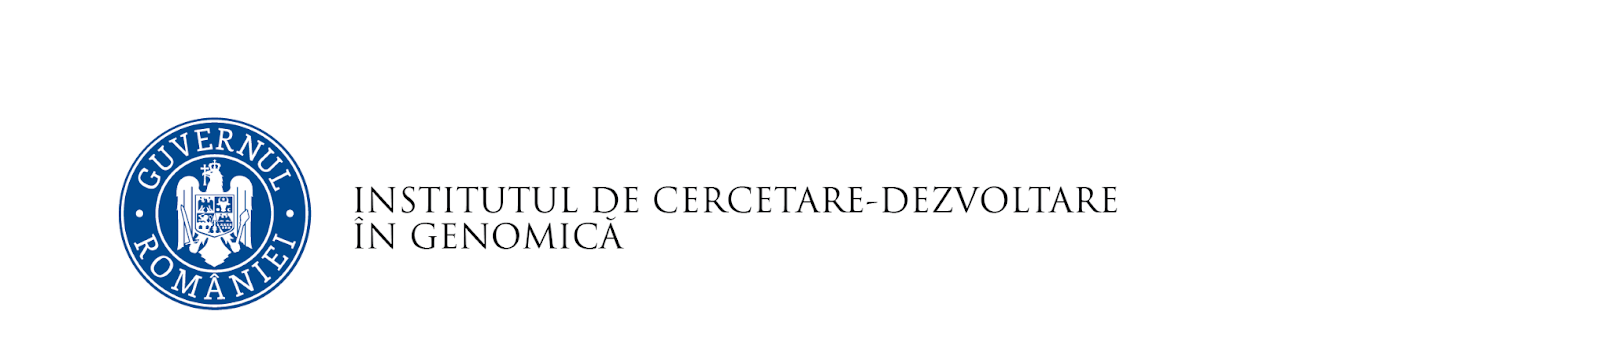 GUVERNUL
ROMÂNIEI
INSTITUTUL DE CERCETARE-DEZVOLTARE
ÎN GENOMICĂ